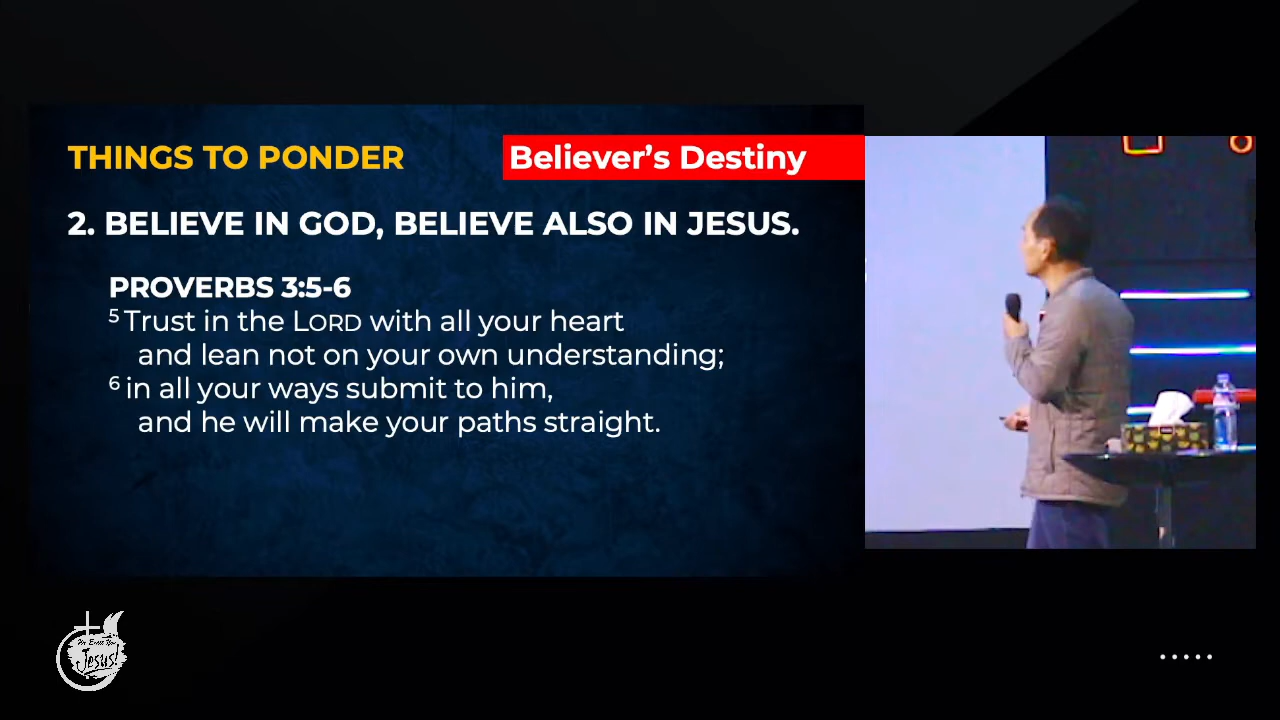 THINGS TO PONDER
Believer’s Destiny
2. BELIEVE IN GOD, BELIEVE ALSO IN JESUS.
PROVERBS 3:5-6
5 Trust in the LORD with all your heart
and lean not on your own understanding;
6 in all your ways submit to him,
and he will make your paths straight.
Jesus!